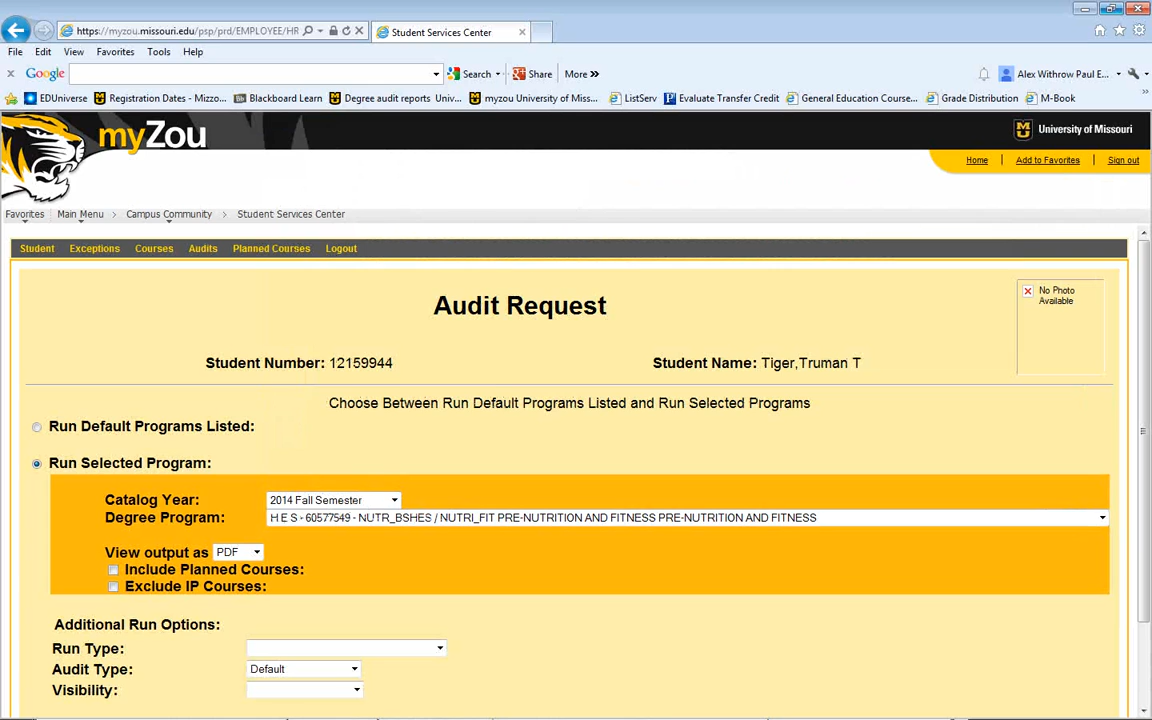 https://myzou.missouri.edu/psp/prd/EMPLOYEE/HR
Student Services Center
File Edit View Favorites Tools Help
Google Search Share More »
Alex Withrow Paul E...
EDUniverse Registration Dates - Mizzo... Blackboard Learn Degree audit reports Univ... myzou University of Miss... ListServ Evaluate Transfer Credit General Education Course... Grade Distribution M-Book
myZou
University of Missouri
Home | Add to Favorites | Sign out
Favorites Main Menu > Campus Community > Student Services Center
Student Exceptions Courses Audits Planned Courses Logout
Audit Request
No Photo
Available
Student Number: 12159944 Student Name: Tiger,Truman T
Choose Between Run Default Programs Listed and Run Selected Programs
Run Default Programs Listed:
Run Selected Program:
Catalog Year: 2014 Fall Semester
Degree Program: H E S - 60577549 - NUTR_BSHES / NUTRI_FIT PRE-NUTRITION AND FITNESS PRE-NUTRITION AND FITNESS
View output as PDF
Include Planned Courses:
Exclude IP Courses:
Additional Run Options:
Run Type:
Audit Type: Default
Visibility: